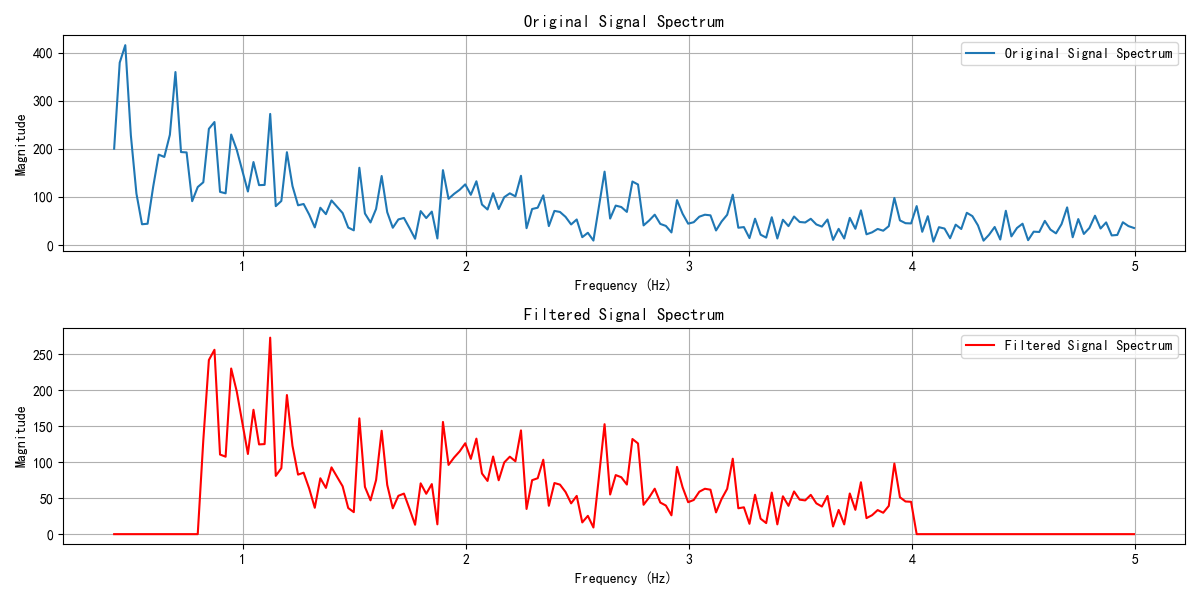 Original Signal Spectrum
Original Signal Spectrum
Magnitude
400
300
200
100
0
1 2 3 4 5
Frequency (Hz)
Filtered Signal Spectrum
Filtered Signal Spectrum
Magnitude
250
200
150
100
50
0
1 2 3 4 5
Frequency (Hz)